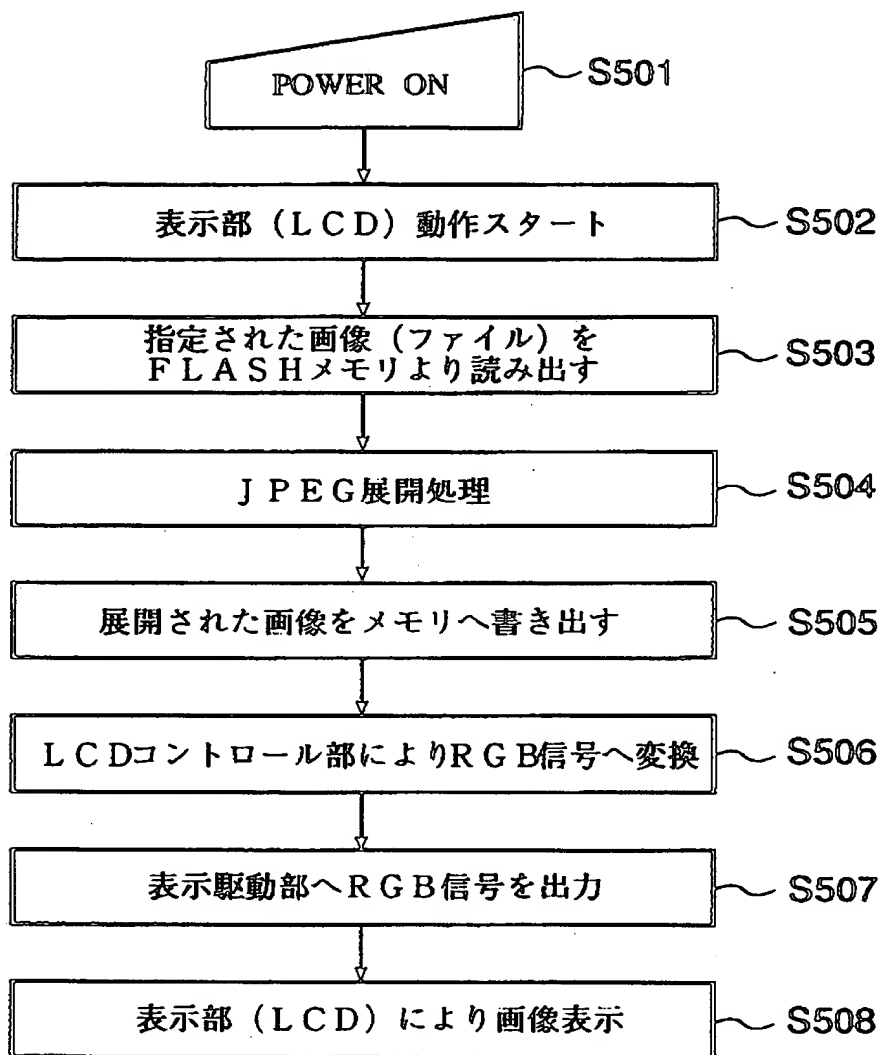 POWER ON
S501
表示部(LCD)動作スタート
S502
指定された画像(ファイル)を
FLASHメモリより読み出す
S503
JPEG展開処理
S504
展開された画像をメモリへ書き出す
S505
LCDコントロール部によりRGB信号へ変換
S506
表示駆動部へRGB信号を出力
S507
表示部(LCD)により画像表示
S508